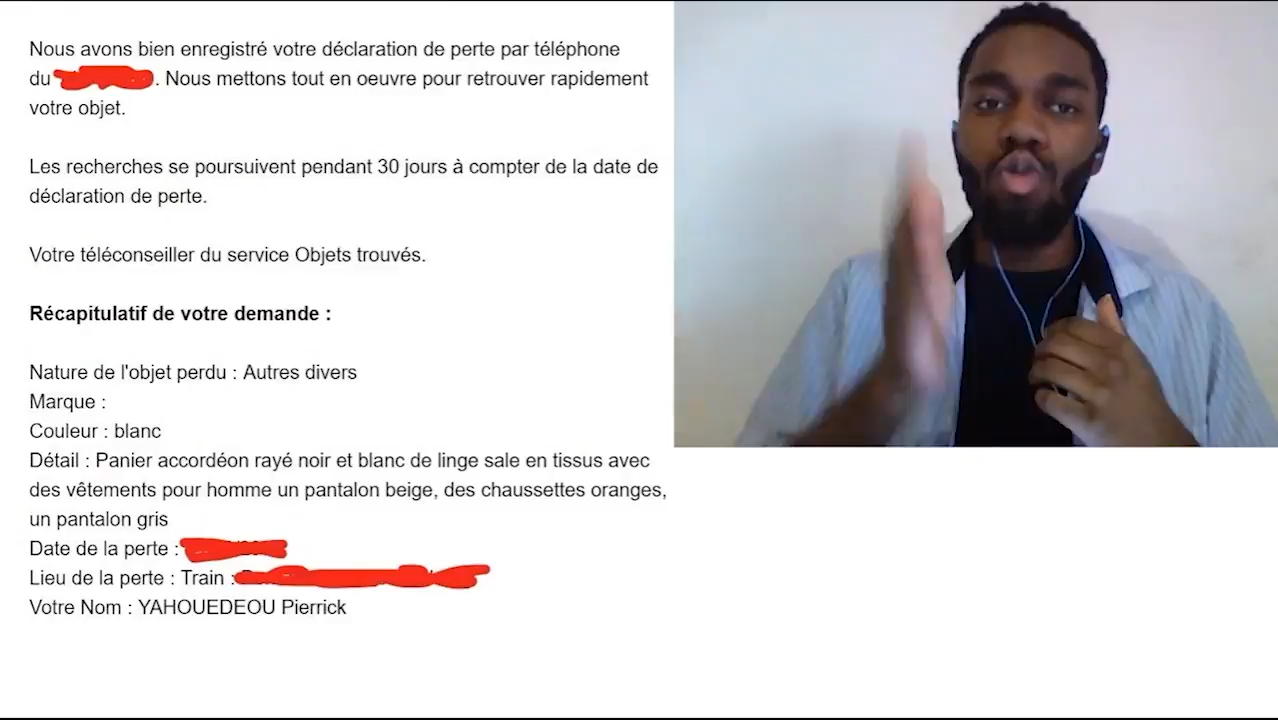 Nous avons bien enregistré votre déclaration de perte par téléphone
du . Nous mettons tout en oeuvre pour retrouver rapidement
votre objet.
Les recherches se poursuivent pendant 30 jours à compter de la date de
déclaration de perte.
Votre téléconseiller du service Objets trouvés.
Récapitulatif de votre demande :
Nature de l'objet perdu : Autres divers
Marque :
Couleur : blanc
Détail : Panier accordéon rayé noir et blanc de linge sale en tissus avec
des vêtements pour homme un pantalon beige, des chaussettes oranges,
un pantalon gris
Date de la perte :
Lieu de la perte : Train :
Votre Nom : YAHOUEDEOU Pierrick